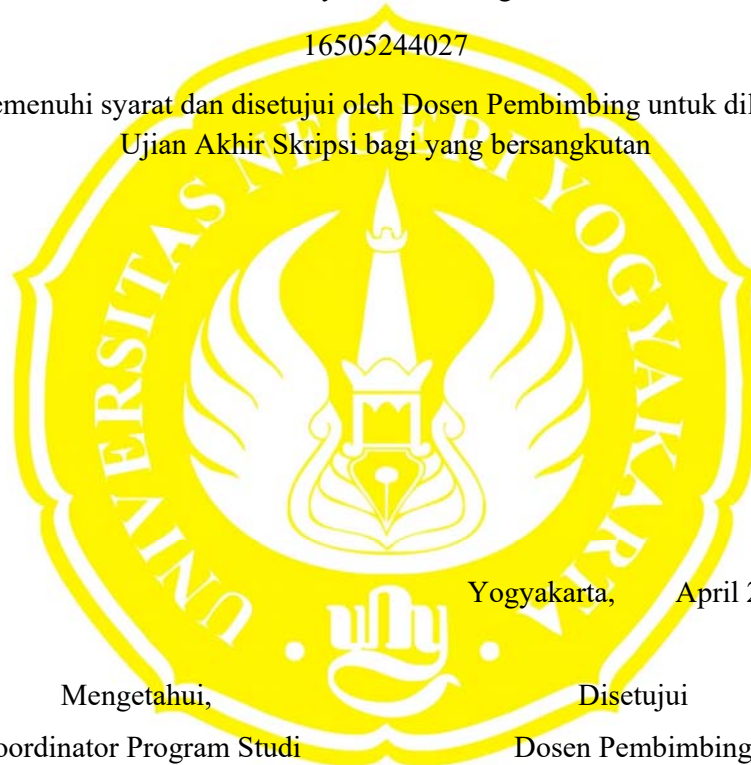 16505244027
emenuhi syarat dan disetujui oleh Dosen Pembimbing untuk dil
Ujian Akhir Skripsi bagi yang bersangkutan
UNIVERSITAS NEGERI YOGYAKARTA
uny
Yogyakarta, April 2
Mengetahui, Disetujui
oordinator Program Studi Dosen Pembimbing